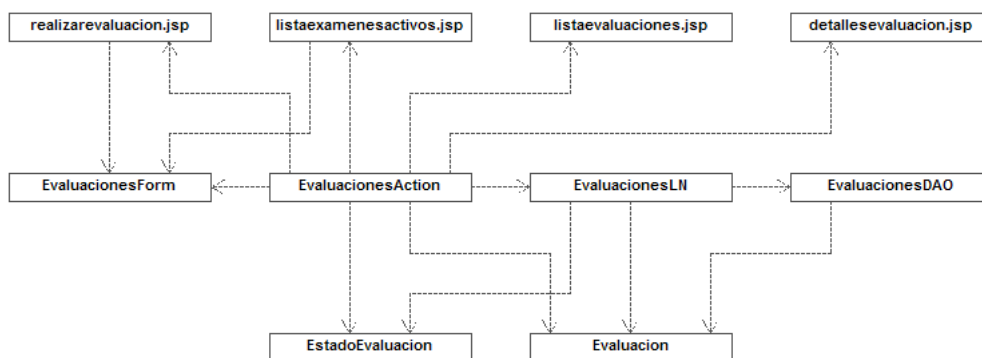 realizarevaluacion.jsp
listaexamenesactivos.jsp
listaevaluaciones.jsp
detallesevaluacion.jsp
EvaluacionesForm
EvaluacionesAction
EvaluacionesLN
EvaluacionesDAO
EstadoEvaluacion
Evaluacion